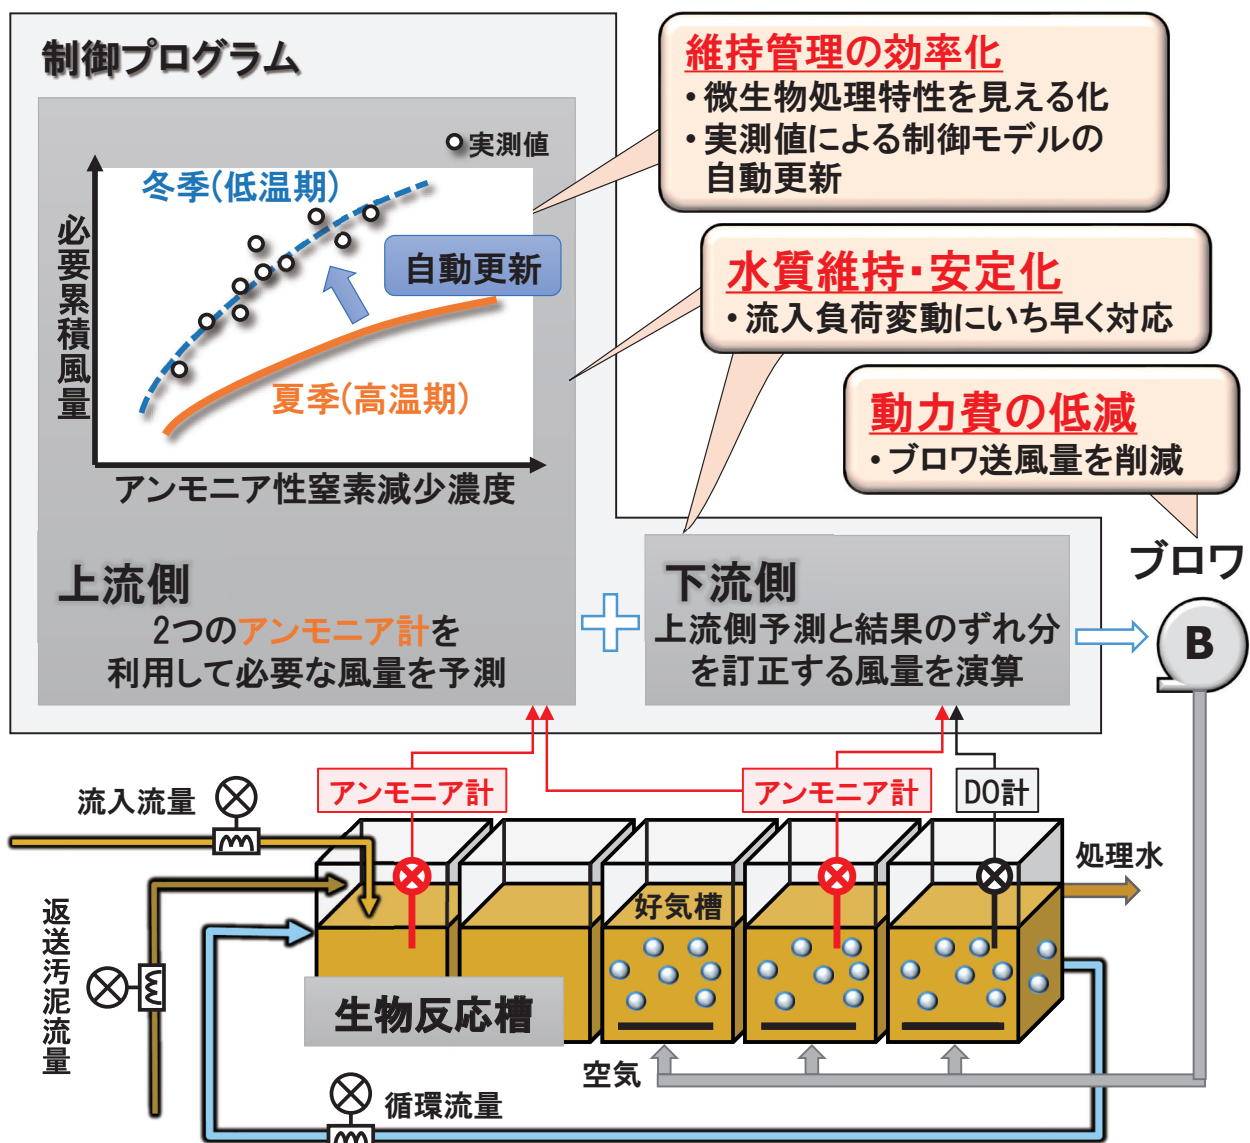 制御プログラム
実測値
冬季(低温期)
自動更新
夏季(高温期)
必要累積風量
アンモニア性窒素減少濃度
維持管理の効率化
・微生物処理特性を見える化
・実測値による制御モデルの
自動更新
水質維持・安定化
・流入負荷変動にいち早く対応
動力費の低減
・ブロワ送風量を削減
上流側
2つのアンモニア計を
利用して必要な風量を予測
下流側
上流側予測と結果のずれ分
を訂正する風量を演算
ブロワ
B
アンモニア計
アンモニア計
DO計
流入流量
返送汚泥流量
好気槽
処理水
生物反応槽
空気
循環流量